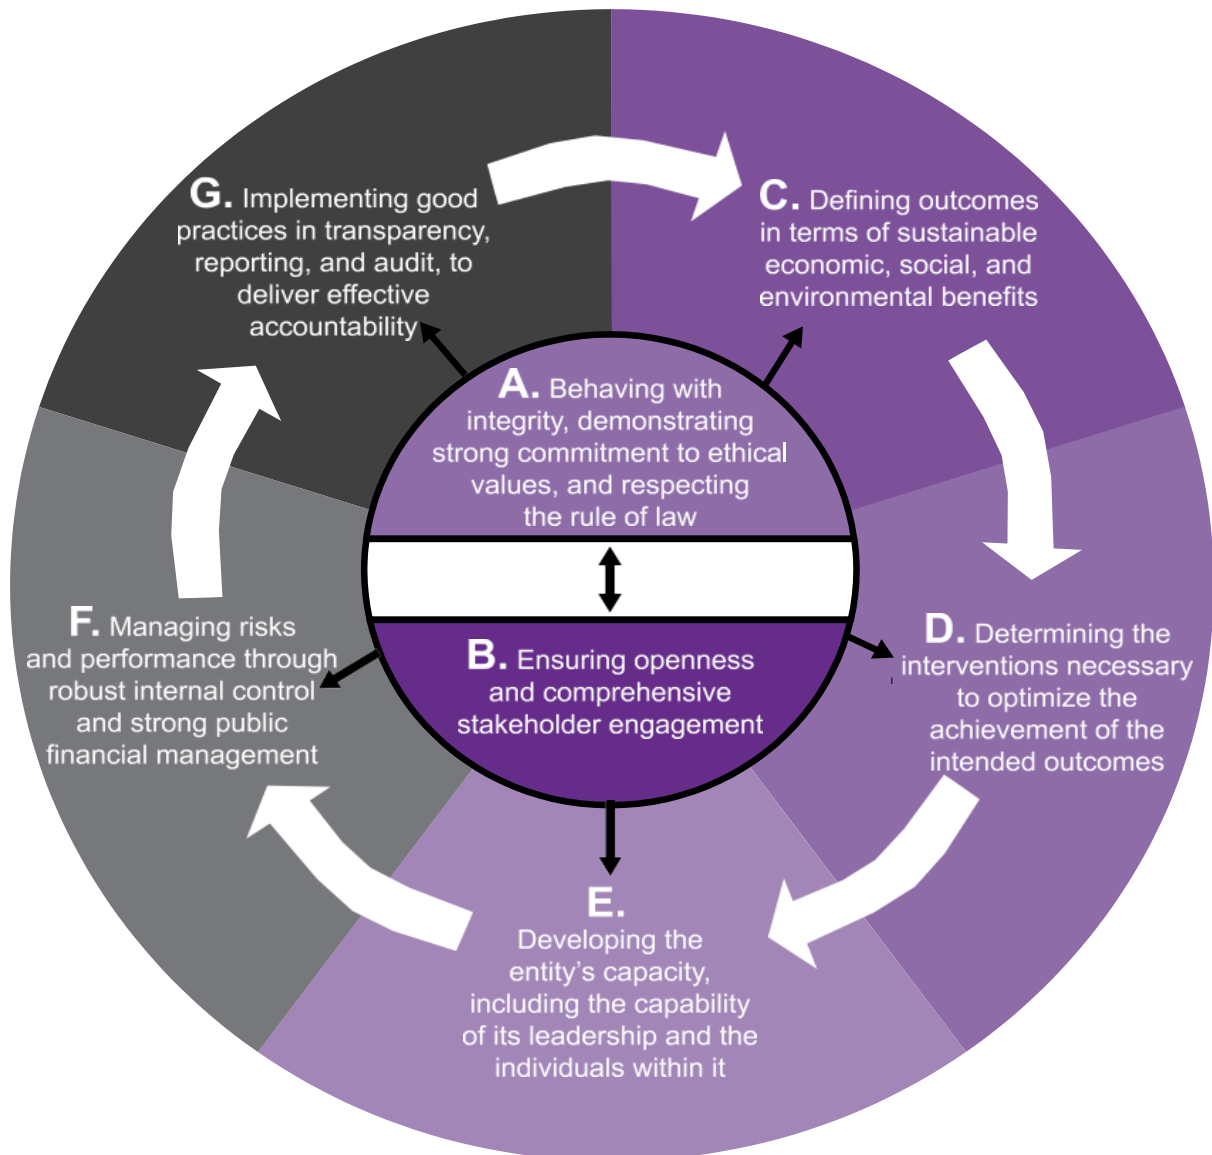 A. Behaving with
integrity, demonstrating
strong commitment to ethical
values, and respecting
the rule of law
B. Ensuring openness
and comprehensive
stakeholder engagement
C. Defining outcomes
in terms of sustainable
economic, social, and
environmental benefits
D. Determining the
interventions necessary
to optimize the
achievement of the
intended outcomes
E.
Developing the
entity’s capacity,
including the capability
of its leadership and the
individuals within it
F. Managing risks
and performance through
robust internal control
and strong public
financial management
G. Implementing good
practices in transparency,
reporting, and audit, to
deliver effective
accountability